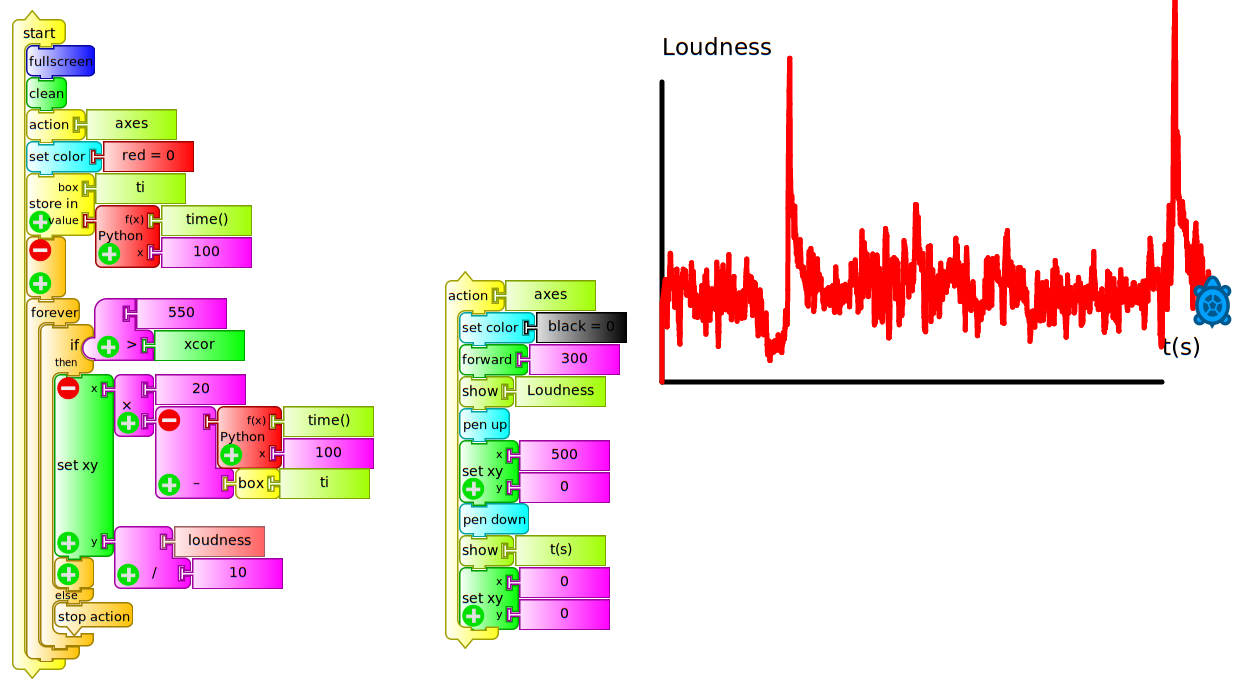 start
fullscreen
clean
action axes
set color red = 0
box ti
store in
value f(x) time()
Python
x 100
forever
550
if > xcor
then
x 20
×
f(x) time()
Python
x 100
set xy
– box ti
y loudness
/ 10
else
stop action
action axes
set color black = 0
forward 300
show Loudness
pen up
x 500
set xy
y 0
pen down
show t(s)
x 0
set xy
y 0
Loudness
t(s)